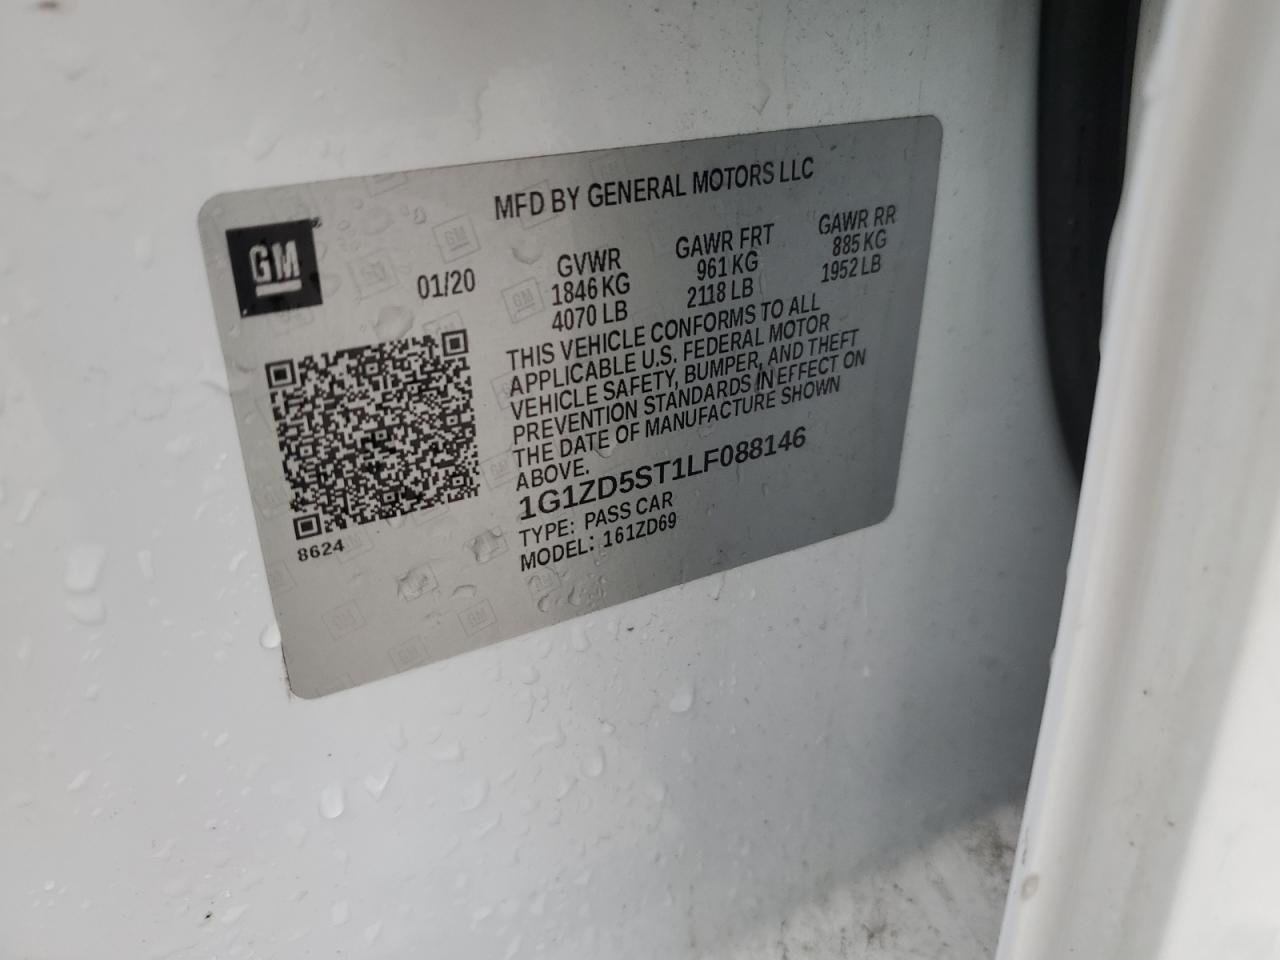 MFD BY GENERAL MOTORS LLC
GM
01/20
GVWR GAWR FRT GAWR RR
1846 KG 961 KG 885 KG
4070 LB 2118 LB 1952 LB
THIS VEHICLE CONFORMS TO ALL
APPLICABLE U.S. FEDERAL MOTOR
VEHICLE SAFETY, BUMPER, AND THEFT
PREVENTION STANDARDS IN EFFECT ON
THE DATE OF MANUFACTURE SHOWN
ABOVE.
1G1ZD5ST1LF088146
TYPE: PASS CAR
MODEL: 161ZD69
8624